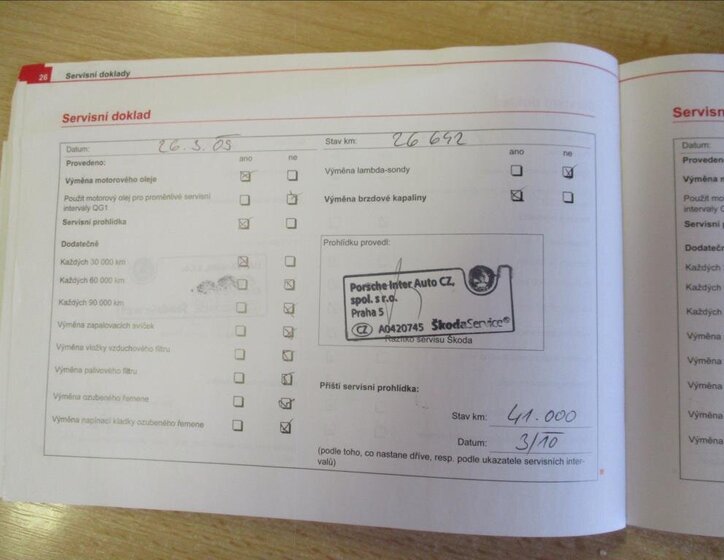 26 Servisní doklady
Servisní doklad
Datum: 26.3.09 Stav km: 26 642
Provedeno: ano ne
Výměna motorového oleje
Použit motorový olej pro proměnlivé servisní
intervaly QG1
Servisní prohlídka
Dodatečně
Každých 30 000 km
Každých 60 000 km
Každých 90 000 km
Výměna zapalovacích svíček
Výměna vložky vzduchového filtru
Výměna palivového filtru
Výměna ozubeného řemene
Výměna napínací kladky ozubeného řemene
ano ne
Výměna lambda-sondy
Výměna brzdové kapaliny
Prohlídku provedl:
Porsche Inter Auto CZ,
spol. s r.o.
Praha 5
CZ A0420745 ŠkodaService®
Razítko servisu Škoda
Příští servisní prohlídka:
Stav km: 41.000
Datum: 3/10
(podle toho, co nastane dříve, resp. podle ukazatele servisních inter-
valů)
Servisn
Datum:
Proveden
Výměna m
Použit mot
intervaly Q
Servisní
Dodatečn
Každých
Každých
Každých
Výměna
Výměna
Výměna
Výměna
Výměna